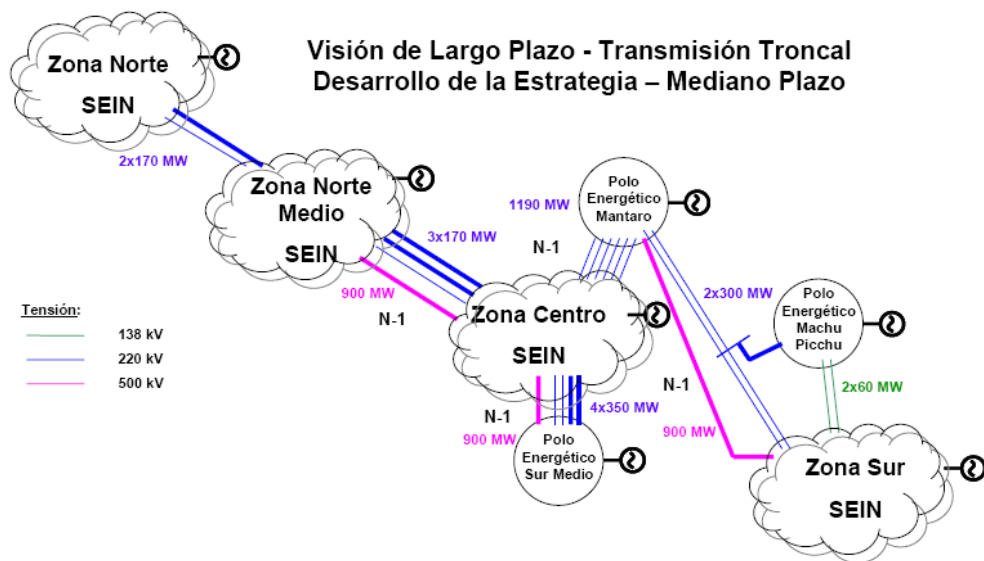 Visión de Largo Plazo - Transmisión Troncal
Desarrollo de la Estrategia – Mediano Plazo
Zona Norte
SEIN
2x170 MW
Zona Norte
Medio
SEIN
3x170 MW
900 MW
N-1
Polo
Energético
Mantaro
1190 MW
N-1
Zona Centro
SEIN
2x300 MW
Polo
Energético
Machu
Picchu
2x60 MW
N-1
900 MW
N-1
900 MW
4x350 MW
Polo
Energético
Sur Medio
Zona Sur
SEIN
Tensión:
138 kV
220 kV
500 kV